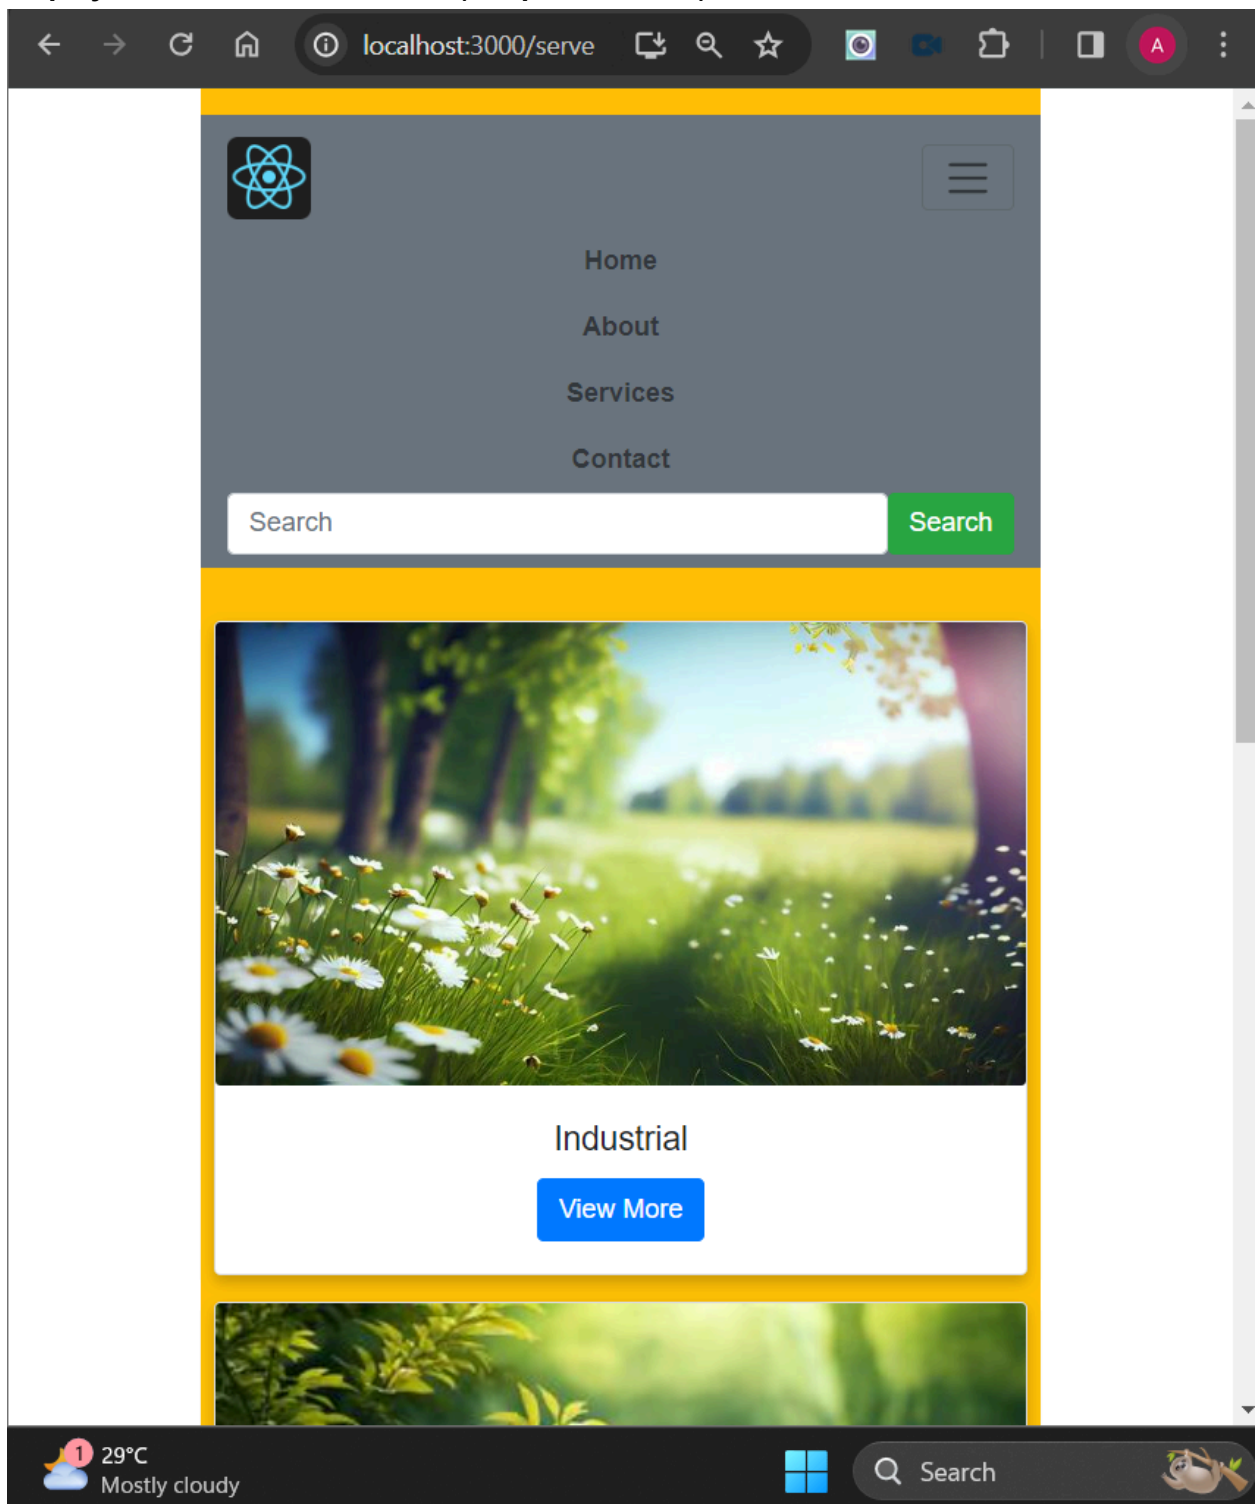 localhost:3000/serve
A
Home
About
Services
Contact
Search
Search
Industrial
View More
1
29°C
Mostly cloudy
Search